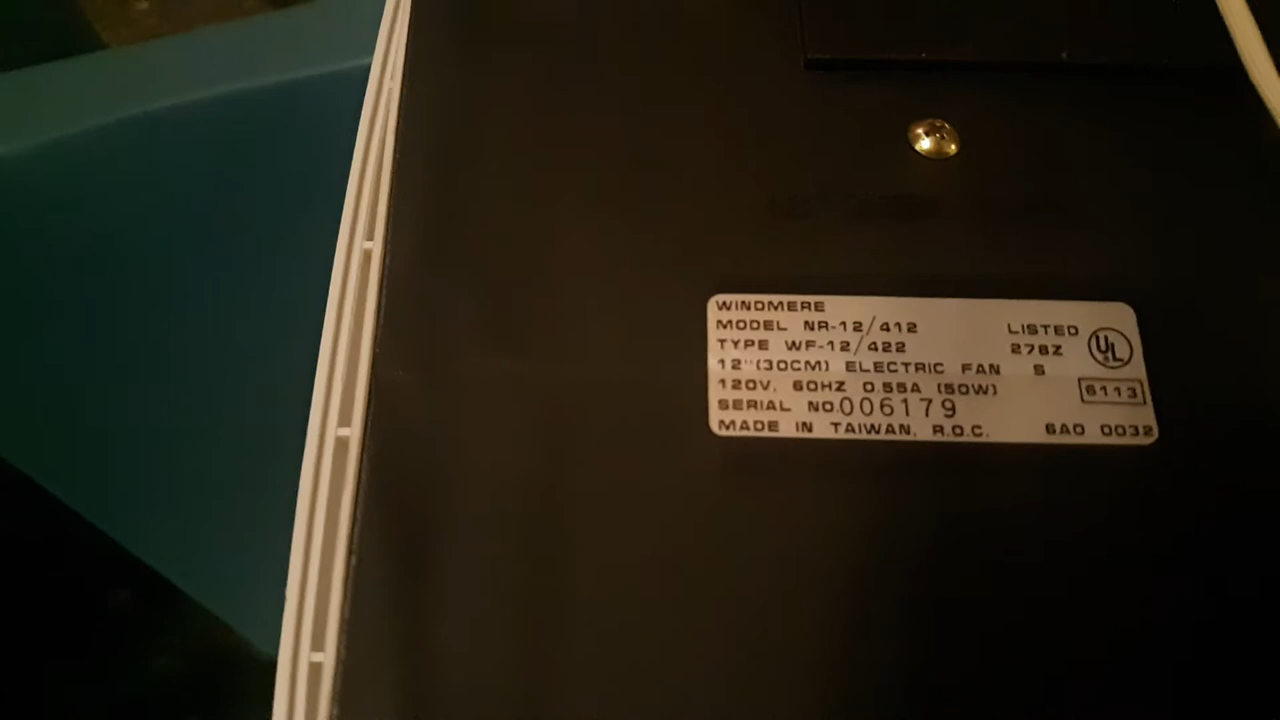 WINDMERE
MODEL NR-12/412
TYPE WF-12/422
12"(30CM) ELECTRIC FAN
120V. 60HZ 0.55A (50W)
SERIAL NO.006179
MADE IN TAIWAN, R.O.C.
LISTED
278Z
S
UL
6113
6A0 0032